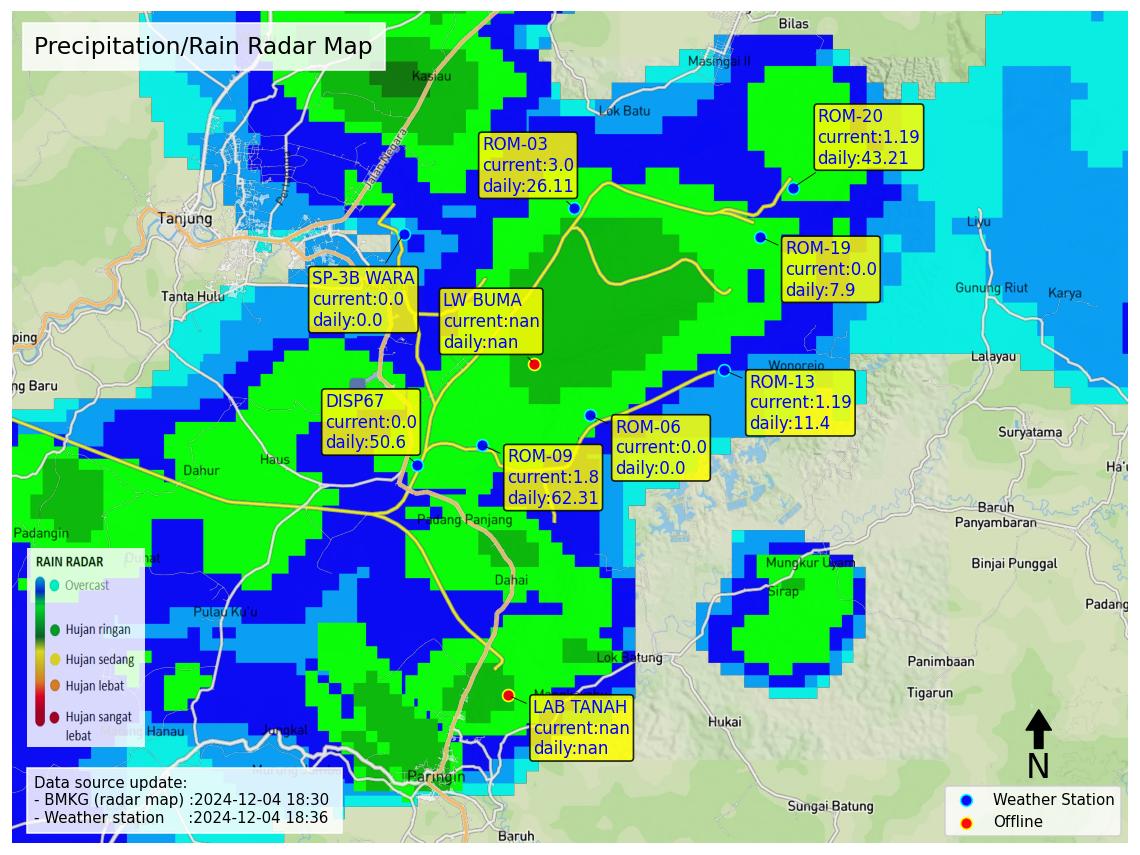 Precipitation/Rain Radar Map
Bilas
Masingai II
Kasiau
Lok Batu
ROM-20
current:1.19
daily:43.21
ROM-03
current:3.0
daily:26.11
Jalan Negara
Tanjung
Liyu
ROM-19
current:0.0
daily:7.9
SP-3B WARA
current:0.0
daily:0.0
LW BUMA
current:nan
daily:nan
Tanta Hulu
Gunung Riut
Karya
ping
Lalayau
Wonorejo
ng Baru
ROM-13
current:1.19
daily:11.4
DISP67
current:0.0
daily:50.6
ROM-06
current:0.0
daily:0.0
Suryatama
Haus
Dahur
ROM-09
current:1.8
daily:62.31
Ha'u
Baruh
Panyambaran
Padang Panjang
Padangin
Binjai Punggal
Mungkur Uyam
Sirap
Dahai
Padang
Pulau Ku'u
RAIN RADAR
Overcast
Hujan ringan
Hujan sedang
Hujan lebat
Hujan sangat
lebat
Lok Batung
Panimbaan
Tigarun
LAB TANAH
current:nan
daily:nan
Hukai
Hanau
Jungkal
Paringin
Sungai Batung
Baruh
N
Data source update:
- BMKG (radar map) :2024-12-04 18:30
- Weather station :2024-12-04 18:36
Weather Station
Offline